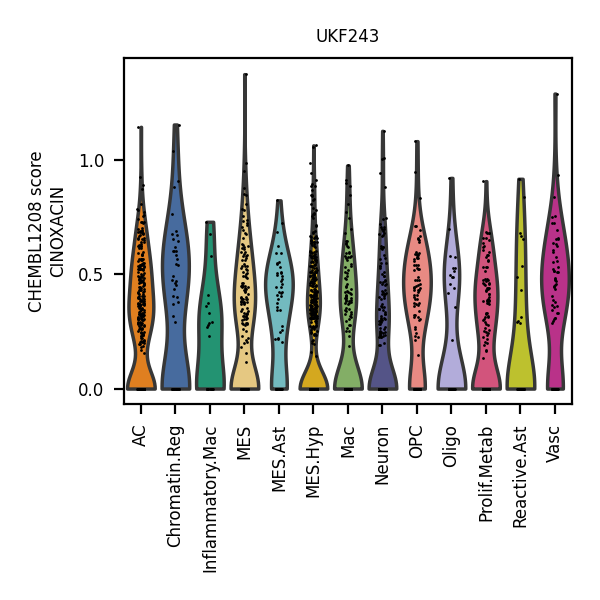 UKF243
CHEMBL1208 score
CINOXACIN
1.0
0.5
0.0
AC
Chromatin.Reg
Inflammatory.Mac
MES
MES.Ast
MES.Hyp
Mac
Neuron
OPC
Oligo
Prolif.Metab
Reactive.Ast
Vasc